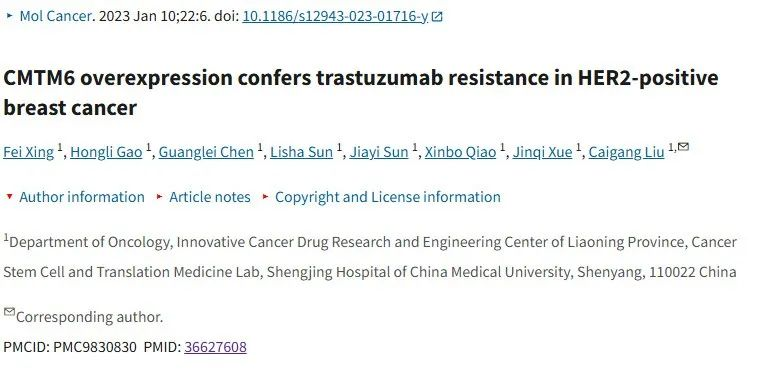 Mol Cancer. 2023 Jan 10;22:6. doi: 10.1186/s12943-023-01716-y
CMTM6 overexpression confers trastuzumab resistance in HER2-positive
breast cancer
Fei Xing 1, Hongli Gao 1, Guanglei Chen 1, Lisha Sun 1, Jiayi Sun 1, Xinbo Qiao 1, Jinqi Xue 1, Caigang Liu 1,✉
Author information Article notes Copyright and License information
1Department of Oncology, Innovative Cancer Drug Research and Engineering Center of Liaoning Province, Cancer
Stem Cell and Translation Medicine Lab, Shengjing Hospital of China Medical University, Shenyang, 110022 China
✉Corresponding author.
PMCID: PMC9830830 PMID: 36627608